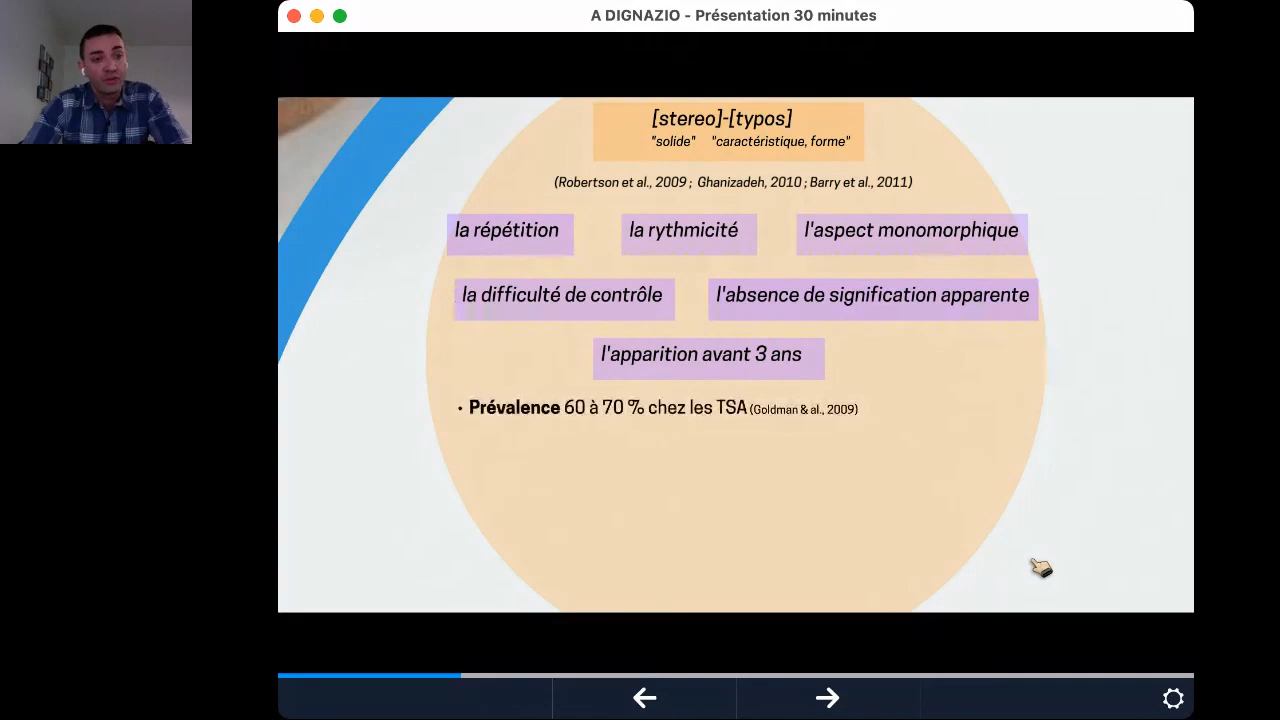 A DIGNAZIO - Présentation 30 minutes
[stereo]-[typos]
"solide" "caractéristique, forme"
(Robertson et al., 2009 ; Ghanizadeh, 2010 ; Barry et al., 2011)
la répétition la rythmicité l'aspect monomorphique
la difficulté de contrôle l'absence de signification apparente
l'apparition avant 3 ans
• Prévalence 60 à 70 % chez les TSA (Goldman & al., 2009)